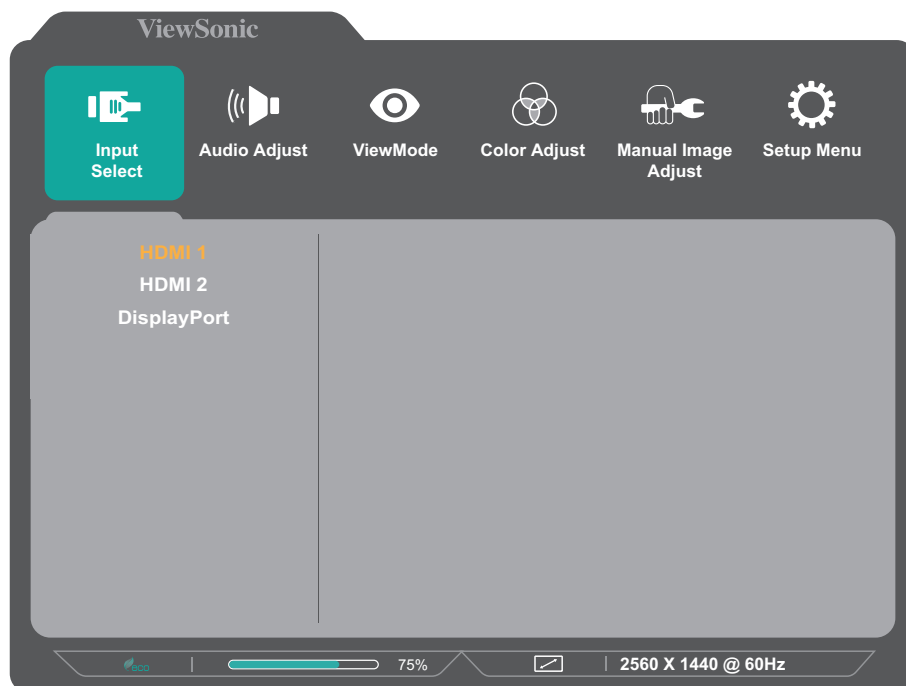 ViewSonic
Input
Select
Audio Adjust
ViewMode
Color Adjust
Manual Image
Adjust
Setup Menu
HDMI 1
HDMI 2
DisplayPort
eco
75%
2560 X 1440 @ 60Hz